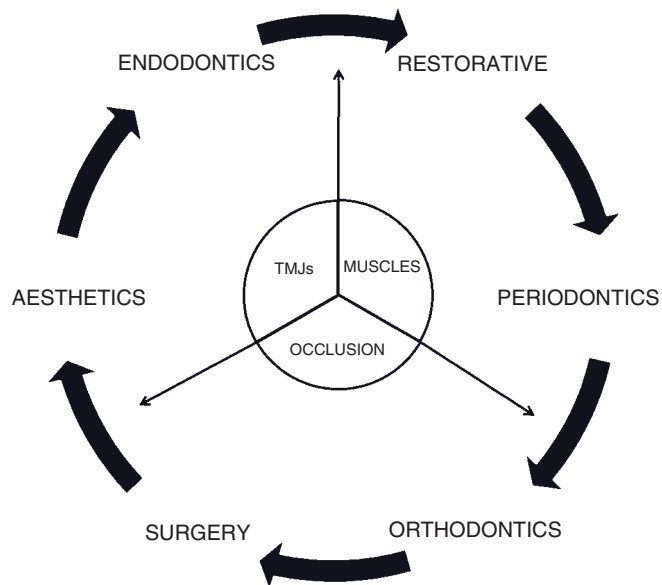 ENDODONTICS
RESTORATIVE
TMJs
MUSCLES
AESTHETICS
PERIODONTICS
OCCLUSION
SURGERY
ORTHODONTICS